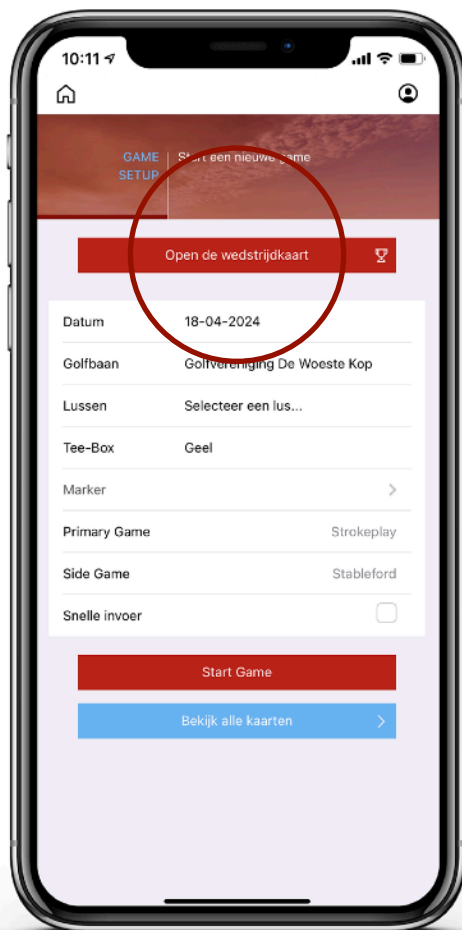 10:11
GAME SETUP
Start een nieuwe game
Open de wedstrijdkaart
Datum 18-04-2024
Golfbaan Golfvereniging De Woeste Kop
Lussen Selecteer een lus...
Tee-Box Geel
Marker
Primary Game Strokeplay
Side Game Stableford
Snelle invoer
Start Game
Bekijk alle kaarten